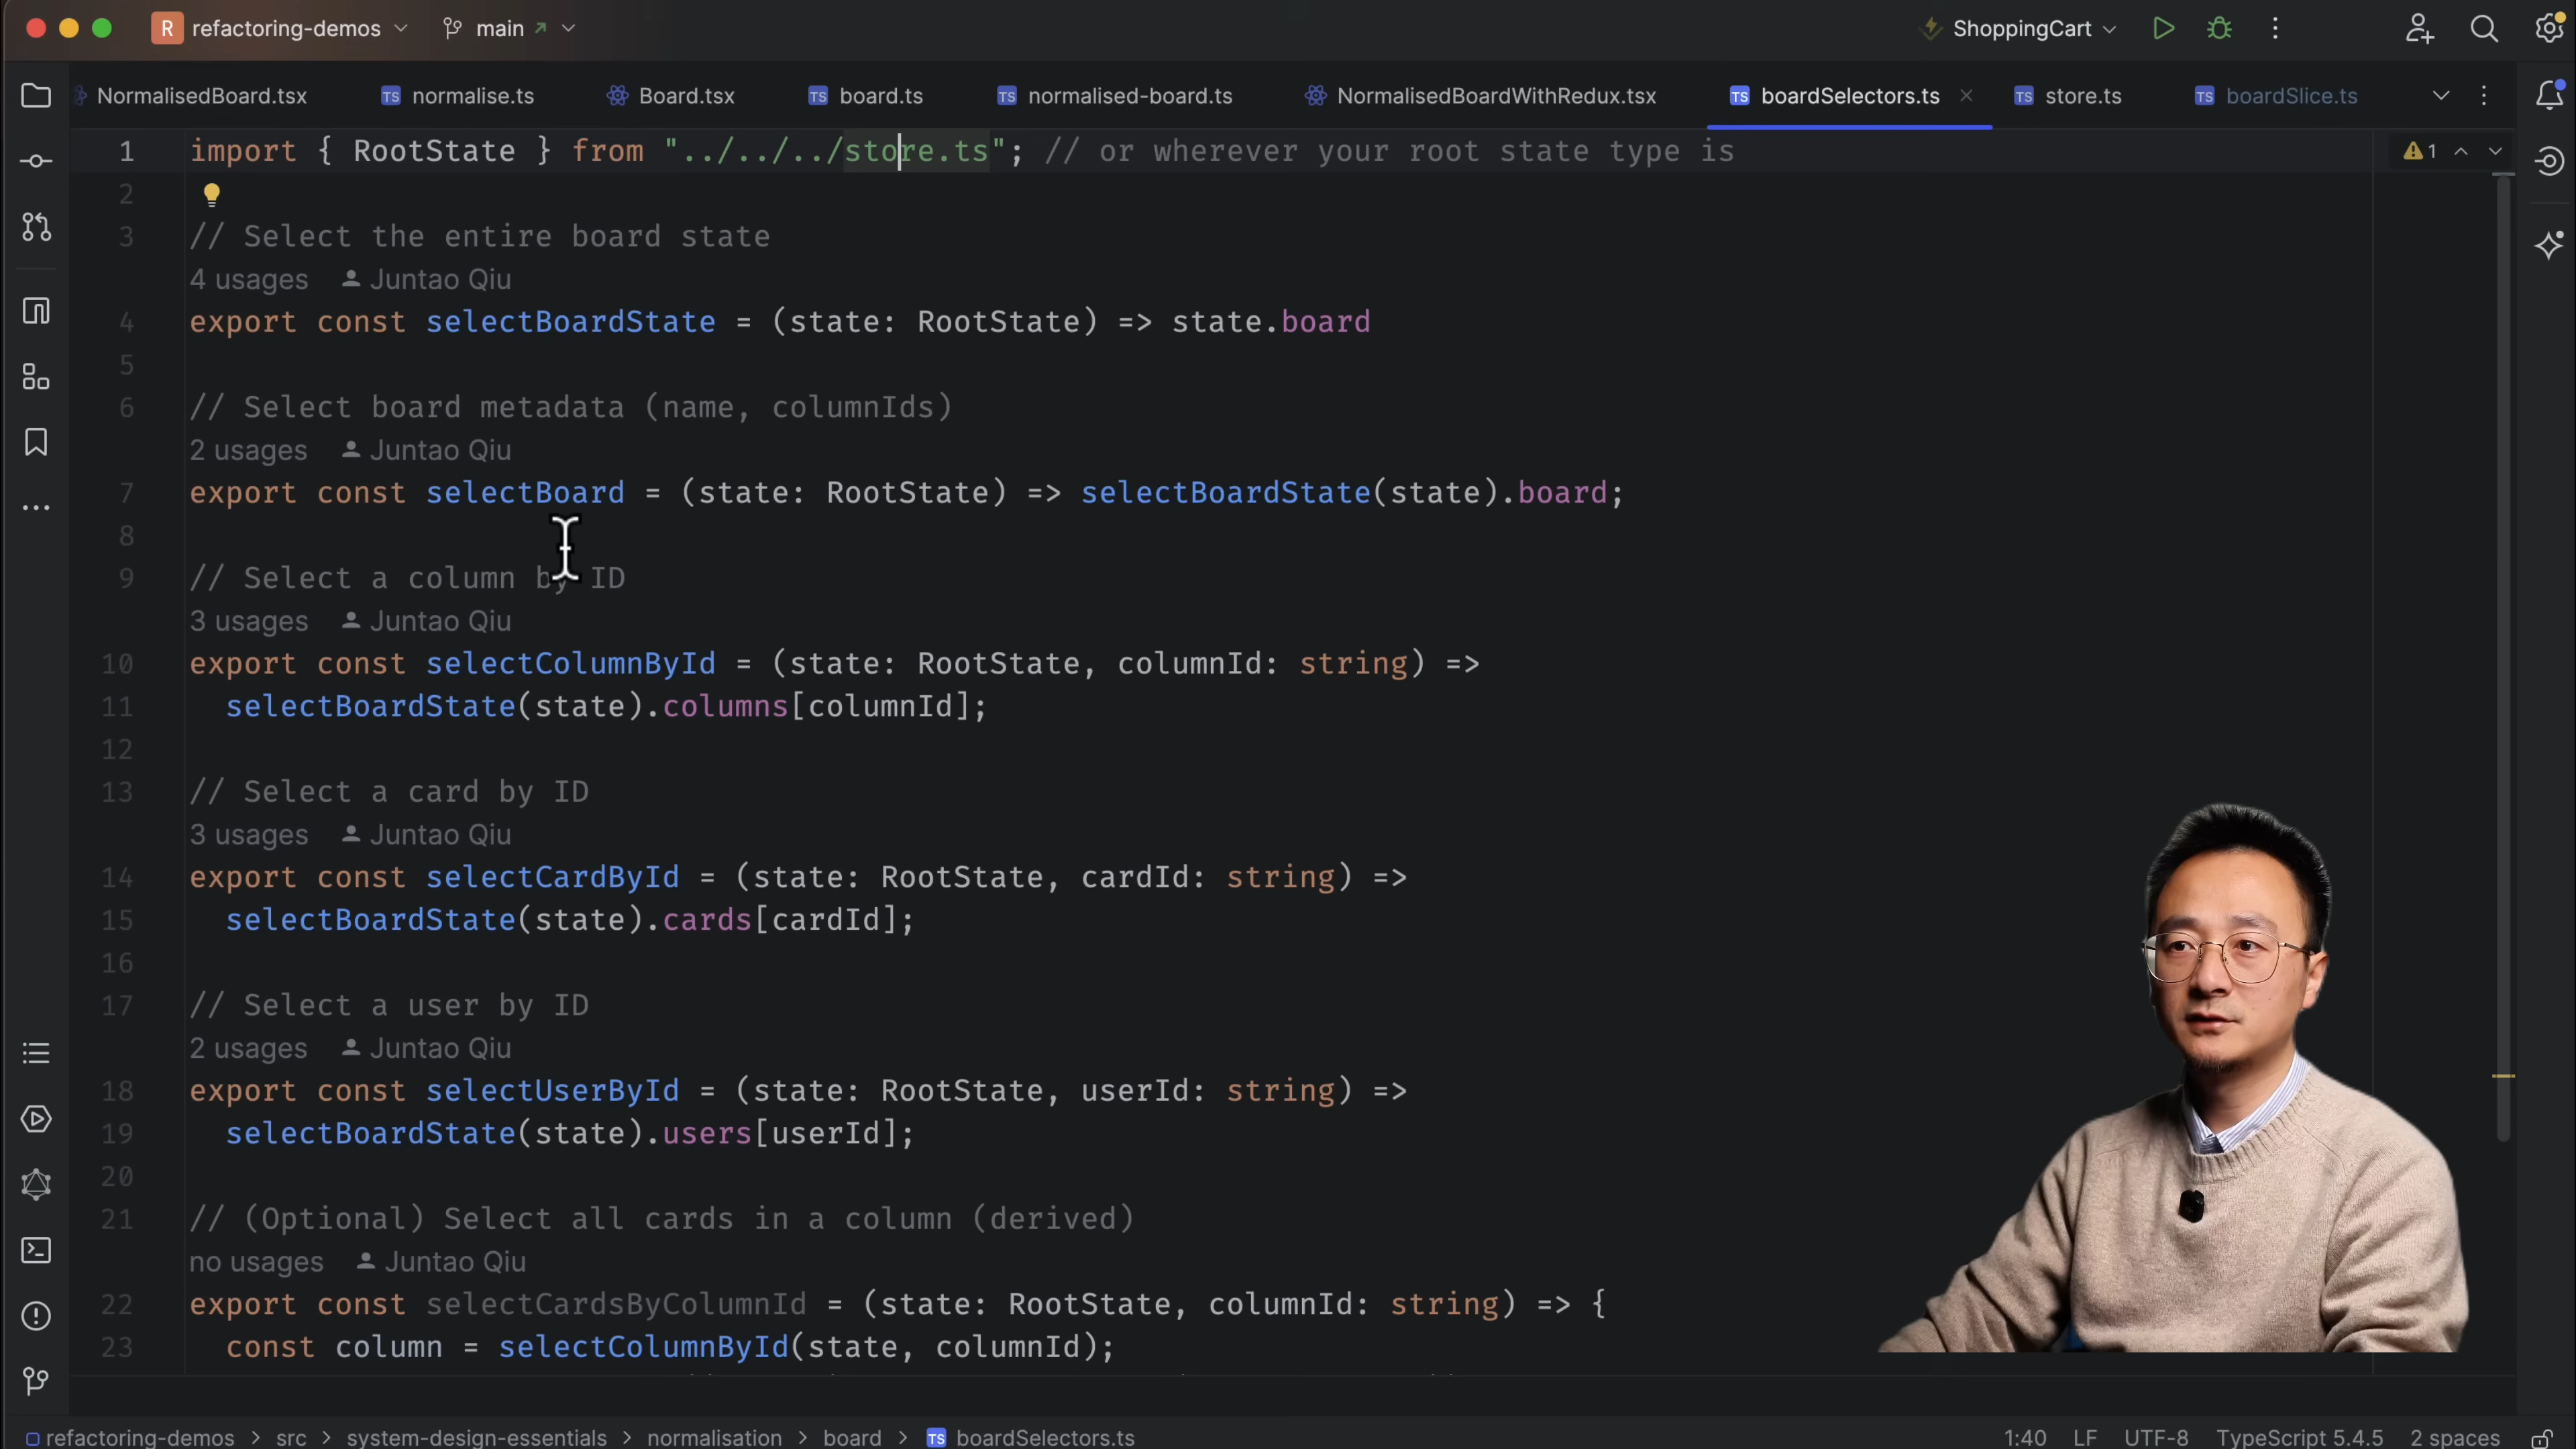 R refactoring-demos main ShoppingCart
NormalisedBoard.tsx TS normalise.ts Board.tsx TS board.ts TS normalised-board.ts NormalisedBoardWithRedux.tsx TS boardSelectors.ts TS store.ts TS boardSlice.ts
1 import { RootState } from "../../../store.ts"; // or wherever your root state type is 1
2
3 // Select the entire board state
4 usages Juntao Qiu
4 export const selectBoardState = (state: RootState) => state.board
5
6 // Select board metadata (name, columnIds)
2 usages Juntao Qiu
7 export const selectBoard = (state: RootState) => selectBoardState(state).board;
8
9 // Select a column by ID
3 usages Juntao Qiu
10 export const selectColumnById = (state: RootState, columnId: string) =>
11 selectBoardState(state).columns[columnId];
12
13 // Select a card by ID
3 usages Juntao Qiu
14 export const selectCardById = (state: RootState, cardId: string) =>
15 selectBoardState(state).cards[cardId];
16
17 // Select a user by ID
2 usages Juntao Qiu
18 export const selectUserById = (state: RootState, userId: string) =>
19 selectBoardState(state).users[userId];
20
21 // (Optional) Select all cards in a column (derived)
no usages Juntao Qiu
22 export const selectCardsByColumnId = (state: RootState, columnId: string) => {
23 const column = selectColumnById(state, columnId);
refactoring-demos > src > system-design-essentials > normalisation > board > TS boardSelectors.ts 1:40 LF UTF-8 TypeScript 5.4.5 2 spaces